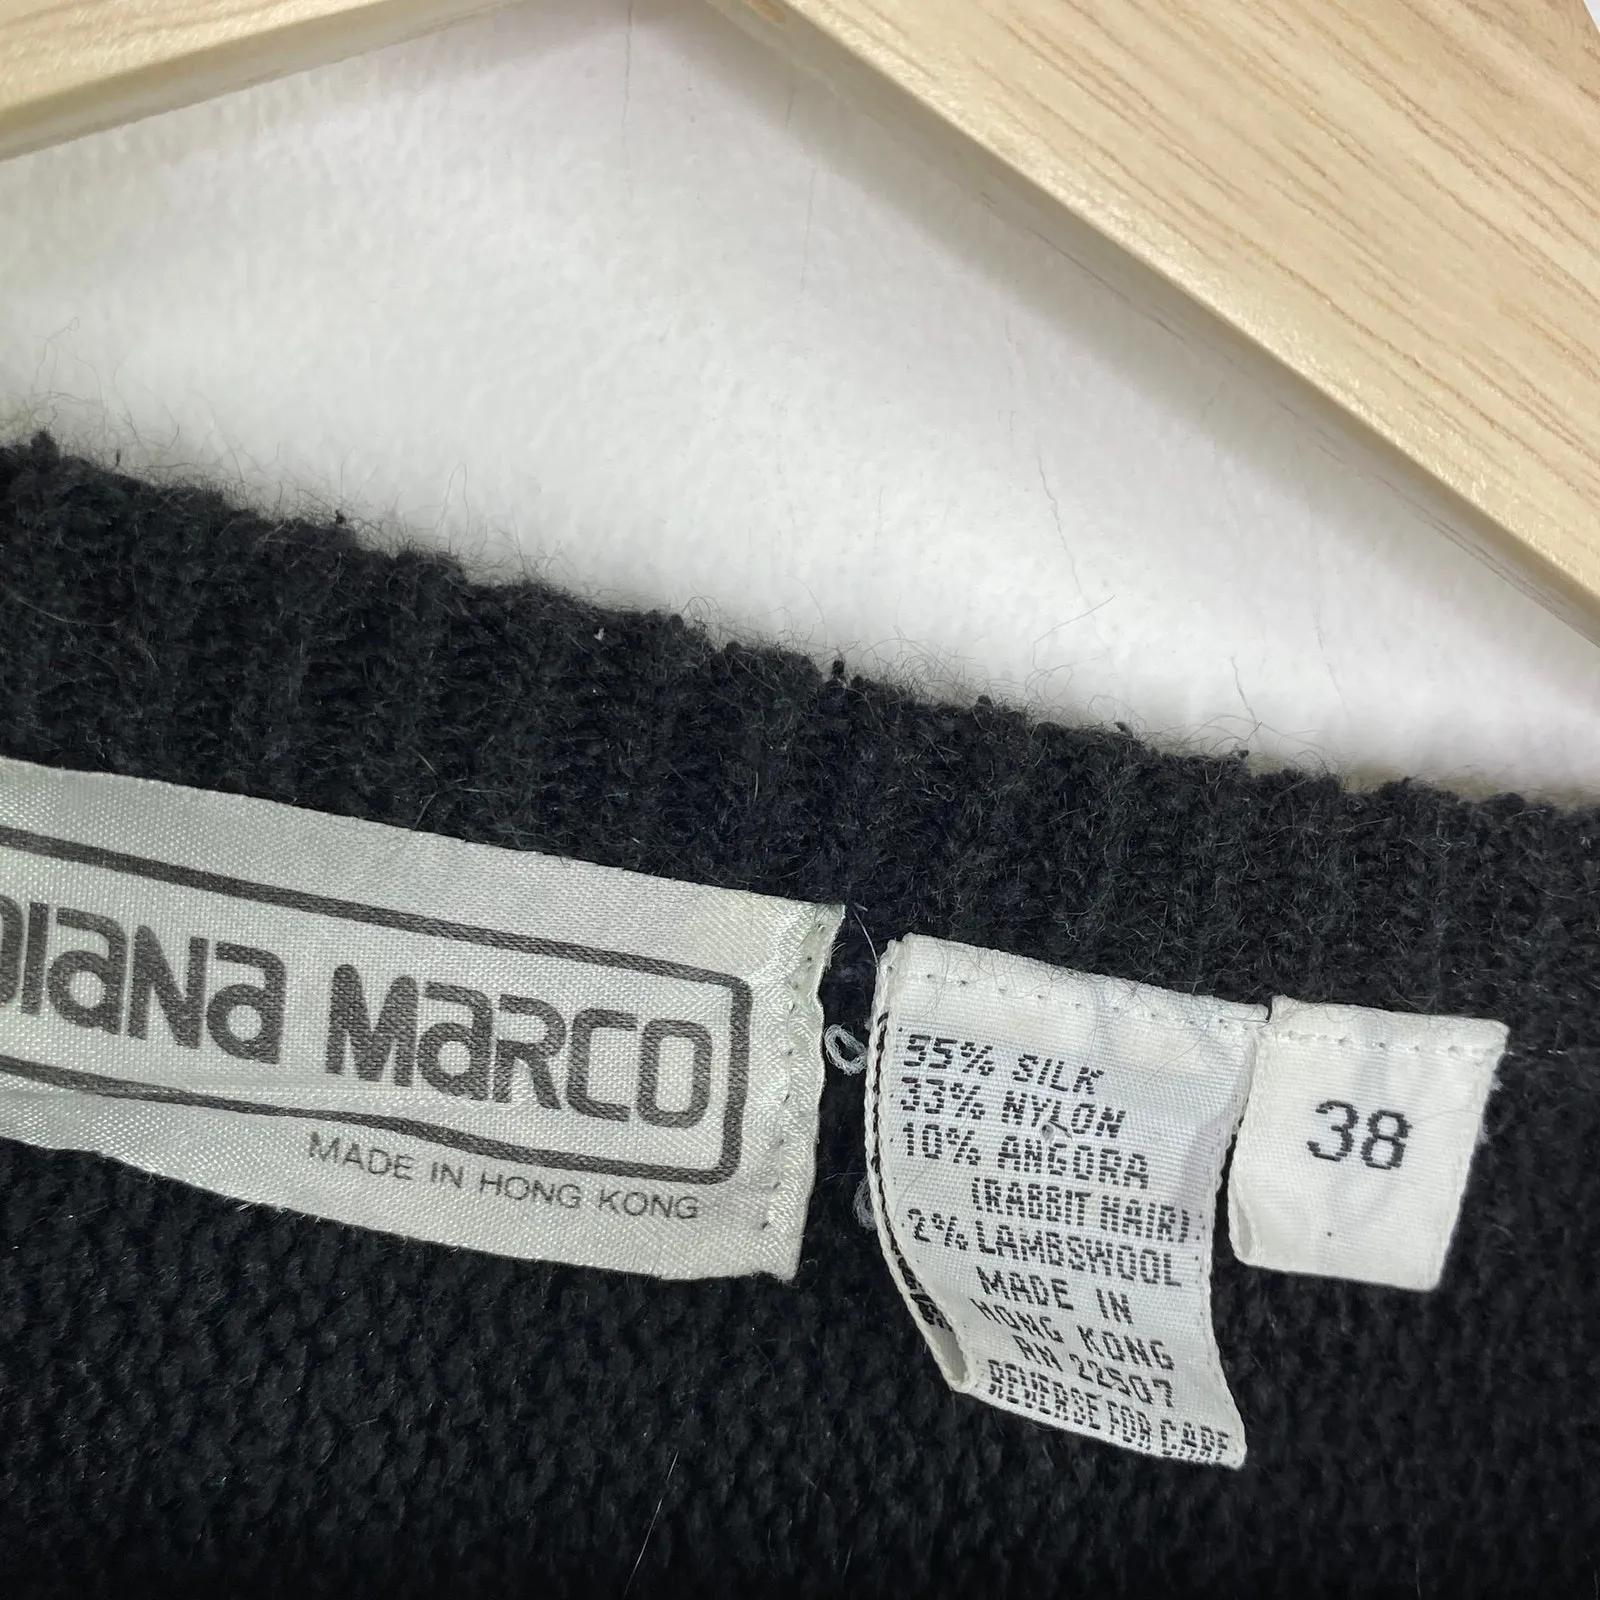 DIANA MARCO
MADE IN HONG KONG
55% SILK
33% NYLON
10% ANGORA
(RABBIT HAIR)
2% LAMBSWOOL
MADE IN
HONG KONG
RN 22507
REVERSE FOR CARE
38